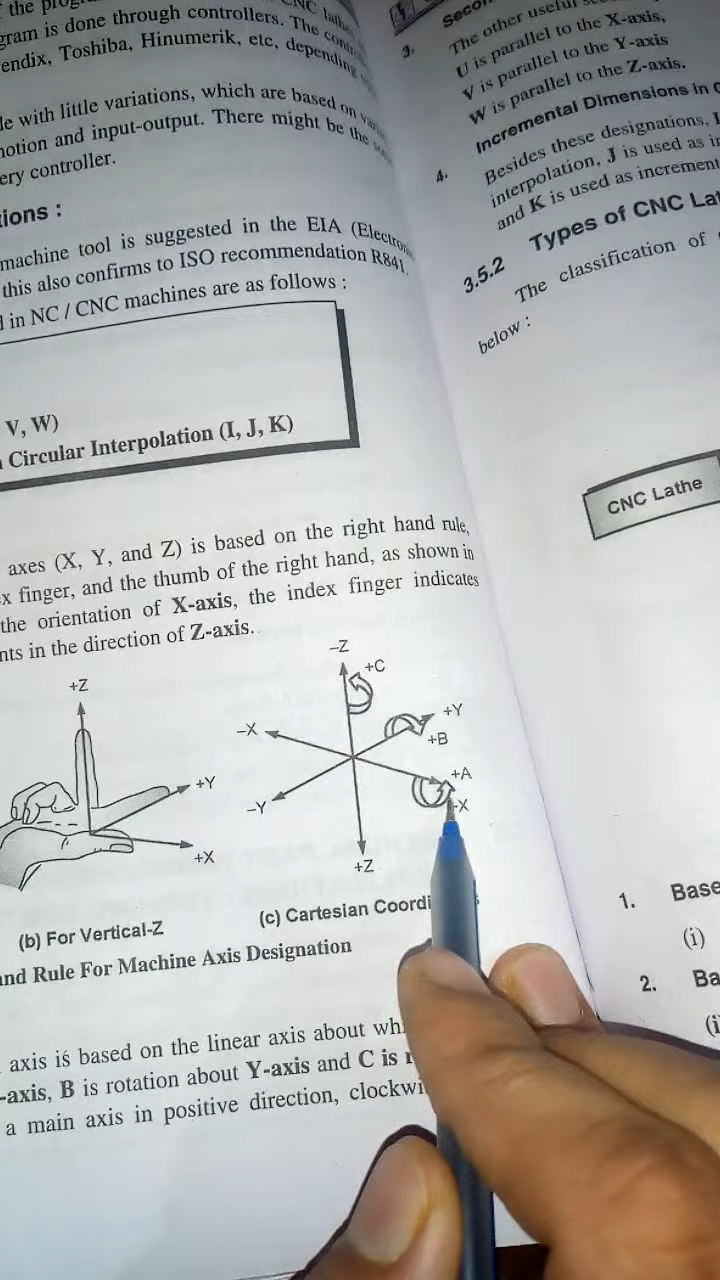 the
CNC
gram is done through controllers. The
endix, Toshiba, Hinumerik, etc, depending
le with little variations, which are based on
notion and input-output. There might be the
ery controller.
tions :
machine tool is suggested in the EIA (Electro
this also confirms to ISO recommendation R841.
in NC / CNC machines are as follows :
V, W)
Circular Interpolation (I, J, K)
axes (X, Y, and Z) is based on the right hand rule,
x finger, and the thumb of the right hand, as shown in
the orientation of X-axis, the index finger indicates
nts in the direction of Z-axis.
+Z
+Y
+X
(b) For Vertical-Z
–Z
+C
–X
+Y
+B
–Y
+A
X
+Z
(c) Cartesian Coordi
and Rule For Machine Axis Designation
axis is based on the linear axis about wh
-axis, B is rotation about Y-axis and C is
a main axis in positive direction, clockwi
3.
The other useful
U is parallel to the X-axis,
V is parallel to the Y-axis
W is parallel to the Z-axis.
4.
Incremental Dimensions in
Besides these designations, I
interpolation, J is used as in
and K is used as increment
3.5.2 Types of CNC Lat
The classification of
below :
CNC Lathe
1. Base
(i)
2. Ba
(i